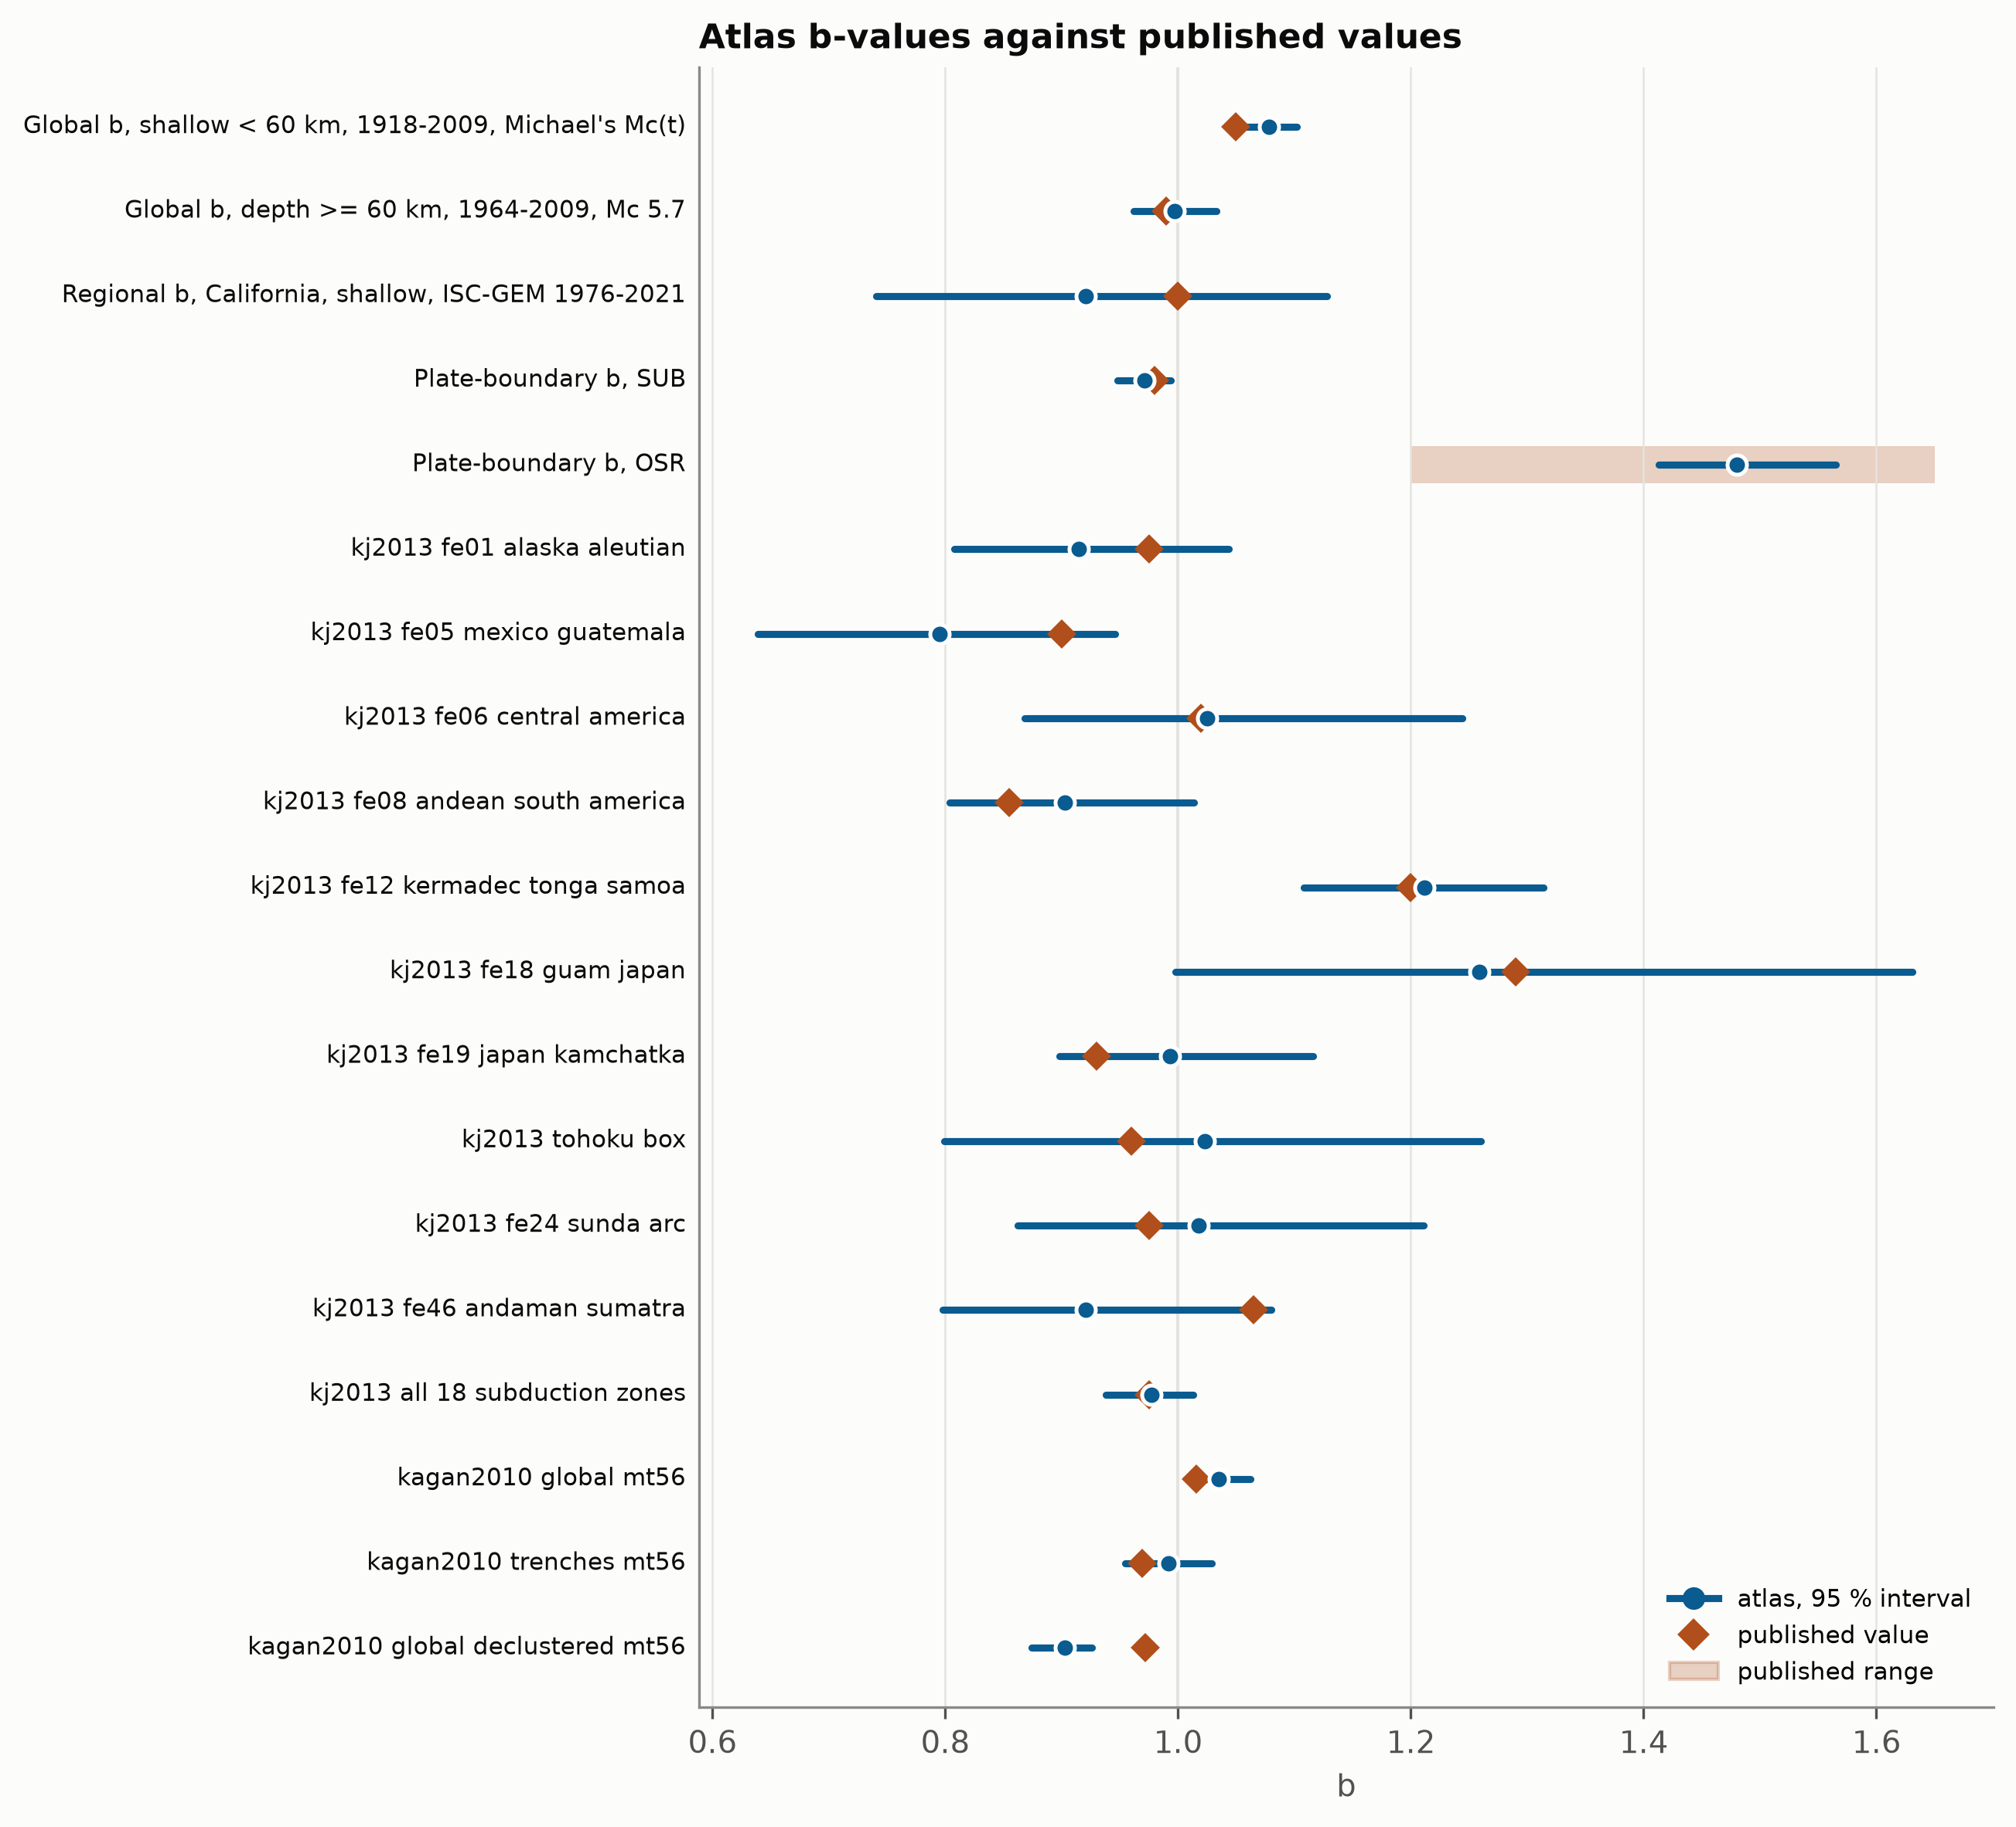 Atlas b-values against published values
Global b, shallow < 60 km, 1918-2009, Michael's Mc(t)
Global b, depth >= 60 km, 1964-2009, Mc 5.7
Regional b, California, shallow, ISC-GEM 1976-2021
Plate-boundary b, SUB
Plate-boundary b, OSR
kj2013 fe01 alaska aleutian
kj2013 fe05 mexico guatemala
kj2013 fe06 central america
kj2013 fe08 andean south america
kj2013 fe12 kermadec tonga samoa
kj2013 fe18 guam japan
kj2013 fe19 japan kamchatka
kj2013 tohoku box
kj2013 fe24 sunda arc
kj2013 fe46 andaman sumatra
kj2013 all 18 subduction zones
kagan2010 global mt56
kagan2010 trenches mt56
kagan2010 global declustered mt56
atlas, 95 % interval
published value
published range
0.6 0.8 1.0 1.2 1.4 1.6
b